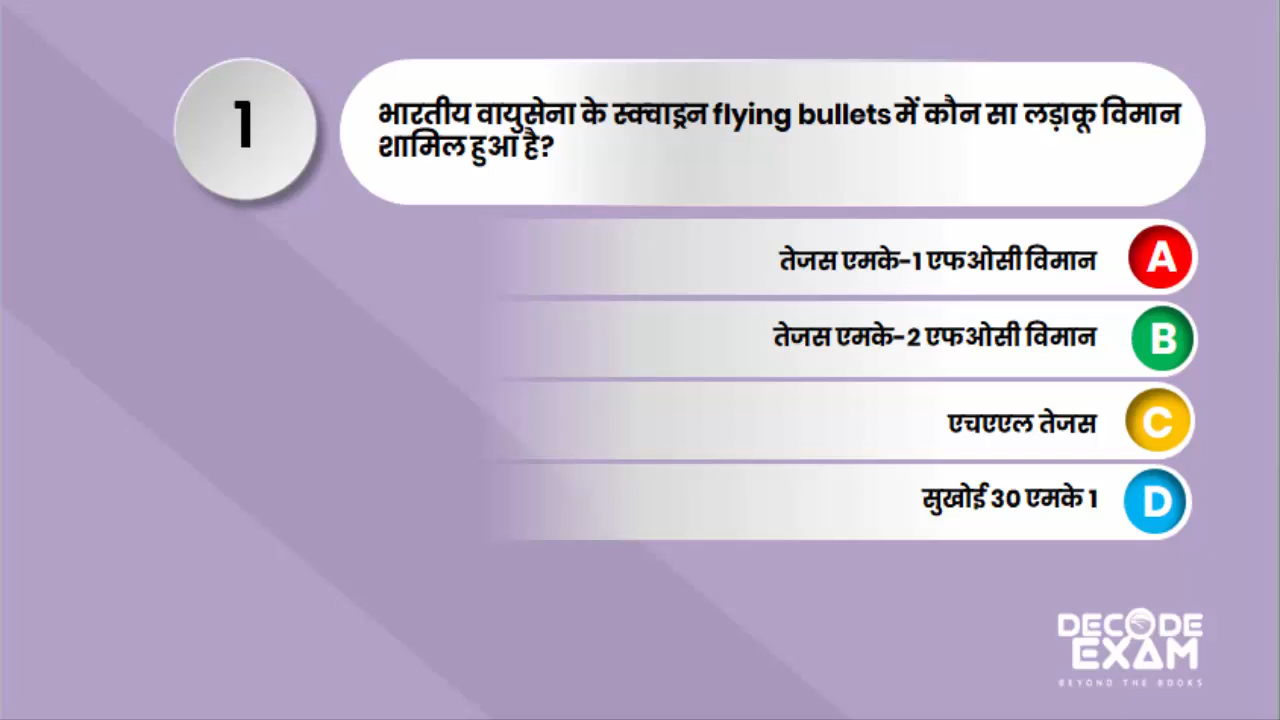 1
भारतीय वायुसेना के स्क्वाड्रन flying bullets में कौन सा लड़ाकू विमान
शामिल हुआ है?
तेजस एमके-1 एफओसी विमान
A
तेजस एमके-2 एफओसी विमान
B
एचएएल तेजस
C
सुखोई 30 एमके 1
D
DECODE
EXAM
BEYOND THE BOOKS